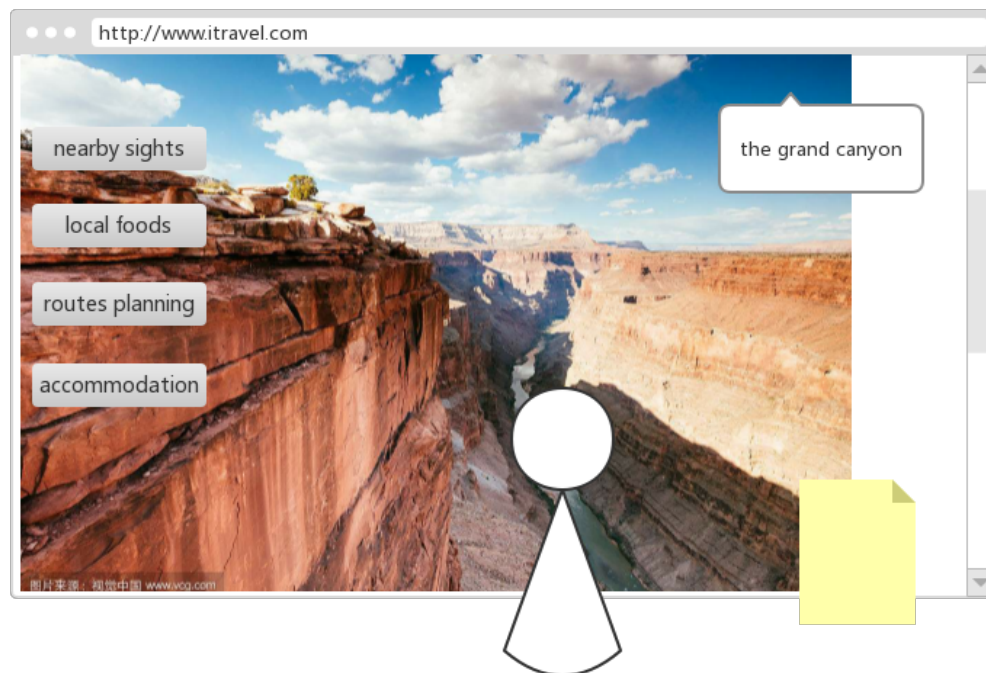 http://www.itravel.com
the grand canyon
nearby sights
local foods
routes planning
accommodation
图片来源：视觉中国 www.vcg.com